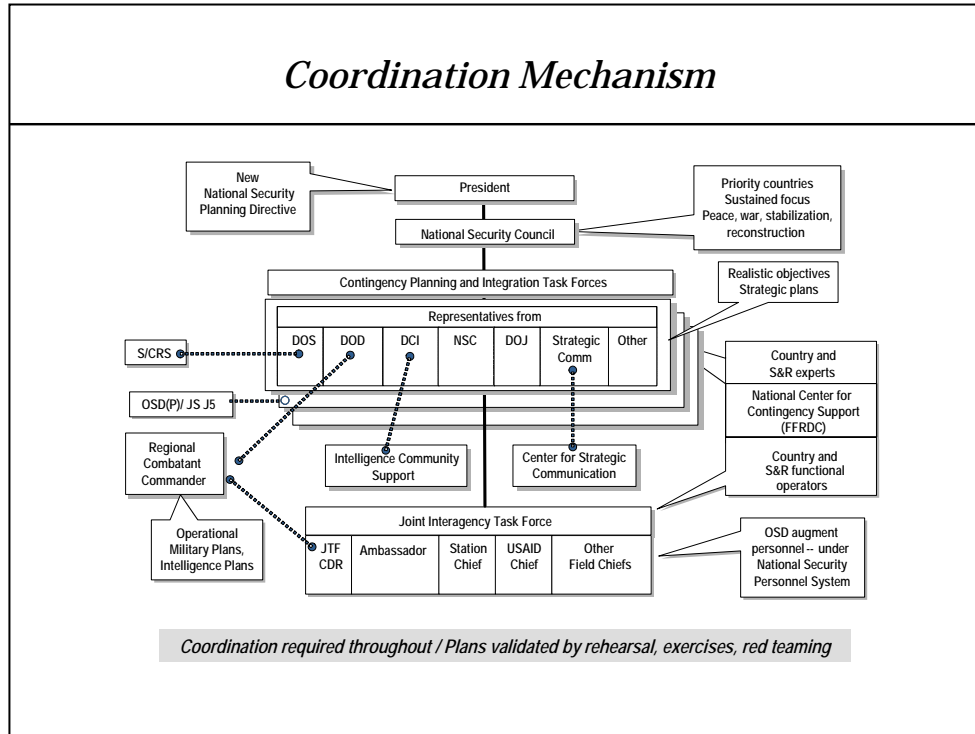 Coordination Mechanism
New
National Security
Planning Directive
President
Priority countries
Sustained focus
Peace, war, stabilization,
reconstruction
National Security Council
Contingency Planning and Integration Task Forces
Realistic objectives
Strategic plans
Representatives from
DOS
DOD
DCI
NSC
DOJ
Strategic
Comm
Other
S/CRS
OSD(P)/ JS J5
Country and
S&R experts
National Center for
Contingency Support
(FFRDC)
Country and
S&R functional
operators
Regional
Combatant
Commander
Intelligence Community
Support
Center for Strategic
Communication
Operational
Military Plans,
Intelligence Plans
Joint Interagency Task Force
JTF
CDR
Ambassador
Station
Chief
USAID
Chief
Other
Field Chiefs
OSD augment
personnel -- under
National Security
Personnel System
Coordination required throughout / Plans validated by rehearsal, exercises, red teaming